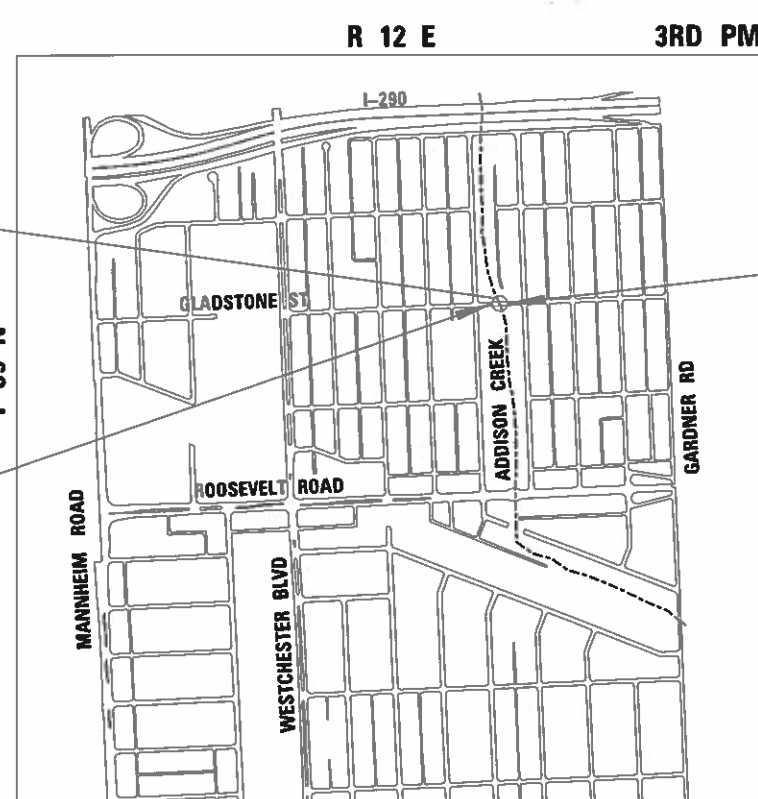 R 12 E
3RD PM
I-290
GLADSTONE ST
ADDISON CREEK
GARDNER RD
ROOSEVELT ROAD
MANNHEIM ROAD
WESTCHESTER BLVD